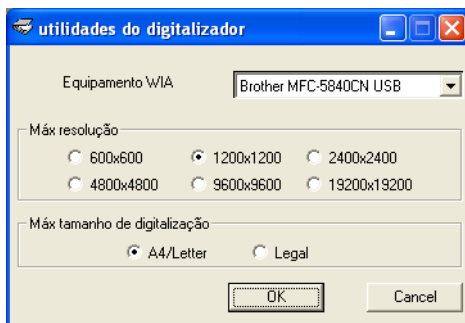 utilidades do digitalizador
Equipamento WIA Brother MFC-5840CN USB
Máx resolução
600x600 1200x1200 2400x2400
4800x4800 9600x9600 19200x19200
Máx tamanho de digitalização
A4/Letter Legal
OK Cancel